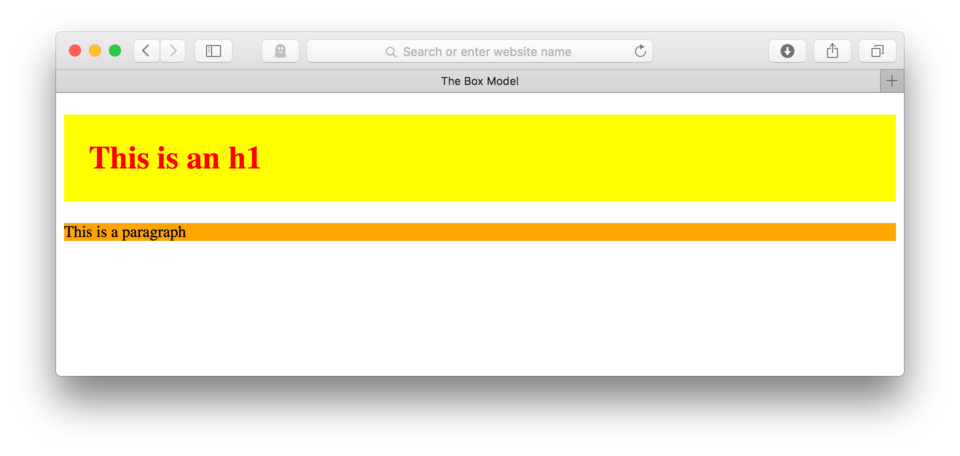 Search or enter website name
The Box Model
This is an h1
This is a paragraph